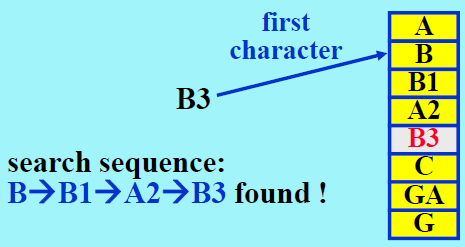 first
character
B3
search sequence:
B→B1→A2→B3 found !
A
B
B1
A2
B3
C
GA
G